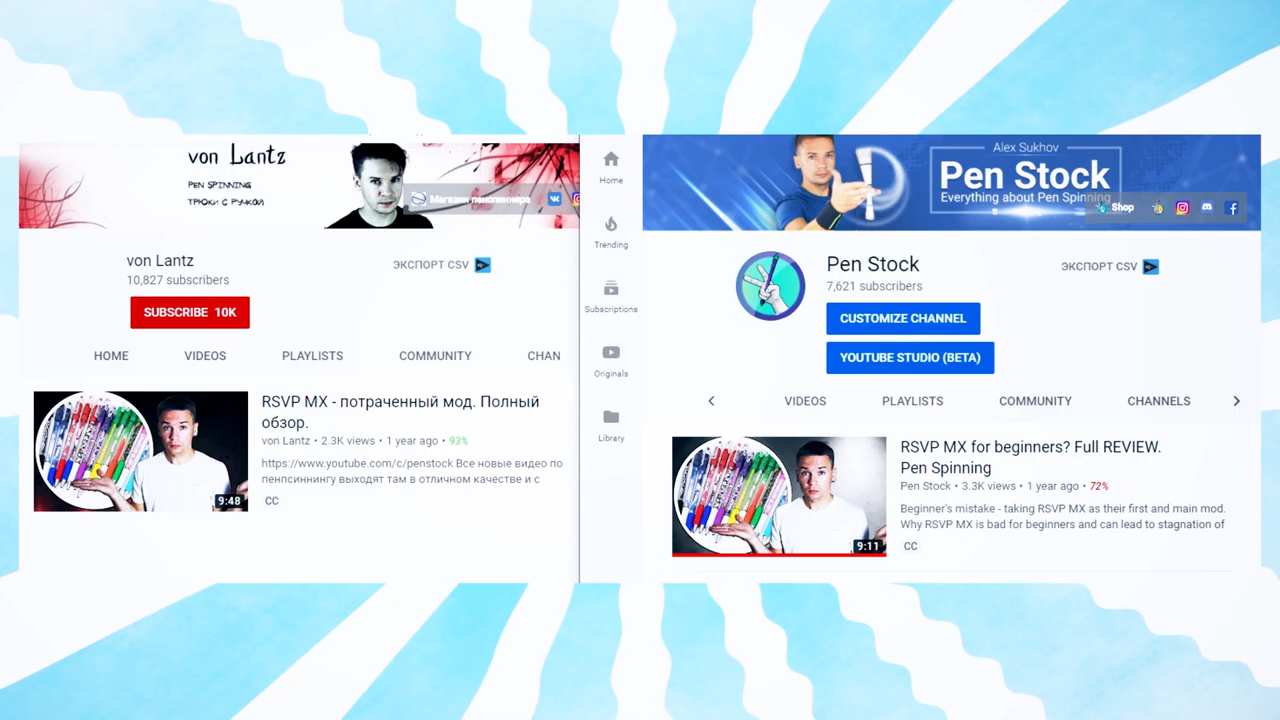 von Lantz
PEN SPINNING
ТРЮКИ С РУЧКОЙ
Магазин пенспиннера
von Lantz
10,827 subscribers
ЭКСПОРТ CSV
SUBSCRIBE 10K
HOME
VIDEOS
PLAYLISTS
COMMUNITY
CHAN
9:48
RSVP MX - потраченный мод. Полный
обзор.
von Lantz • 2.3K views • 1 year ago • 93%
https://www.youtube.com/c/penstock Все новые видео по
пенпсиннингу выходят там в отличном качестве и с
CC
Home
Trending
Subscriptions
Originals
Library
Alex Sukhov
Pen Stock
Everything about Pen Spinning
Shop
Pen Stock
7,621 subscribers
ЭКСПОРТ CSV
CUSTOMIZE CHANNEL
YOUTUBE STUDIO (BETA)
VIDEOS
PLAYLISTS
COMMUNITY
CHANNELS
9:11
RSVP MX for beginners? Full REVIEW.
Pen Spinning
Pen Stock • 3.3K views • 1 year ago • 72%
Beginner's mistake - taking RSVP MX as their first and main mod.
Why RSVP MX is bad for beginners and can lead to stagnation of
CC